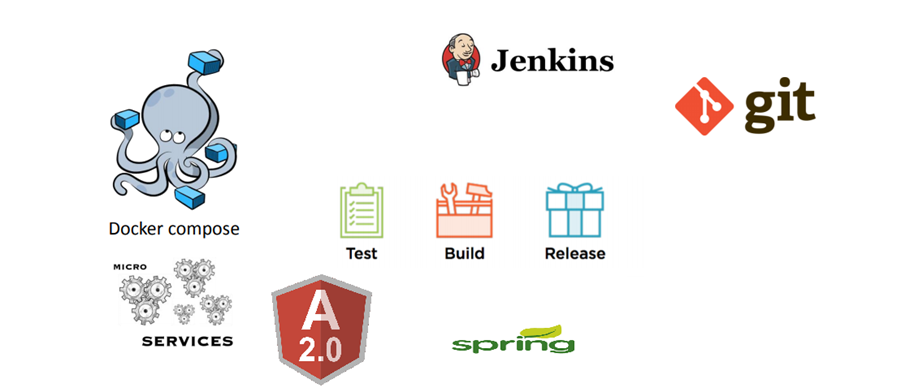 Jenkins
git
Docker compose
Test
Build
Release
MICRO
SERVICES
A
2.0
spring